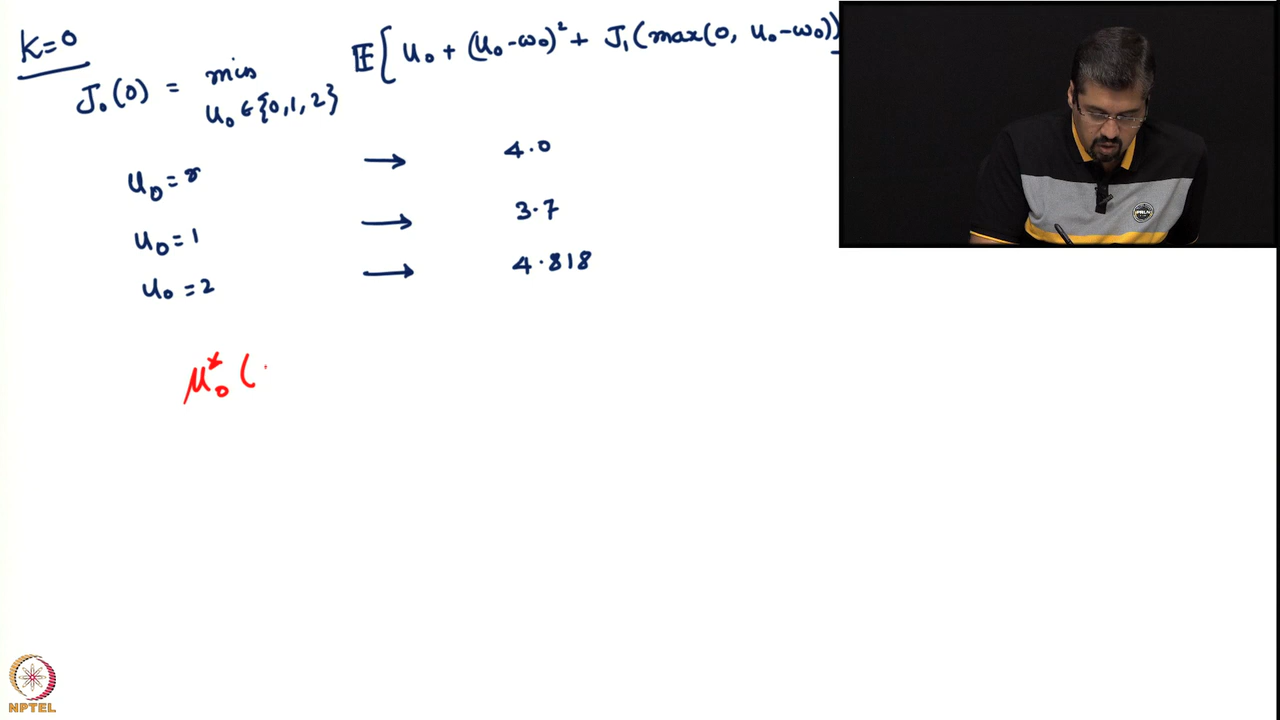 K=0
J₀(0) = min 𝔼[ u₀ + (u₀-ω₀)² + J₁(max(0, u₀-ω₀))
u₀∈{0,1,2}
u₀=0 → 4.0
u₀=1 → 3.7
u₀=2 → 4.818
μ₀* (
NPTEL